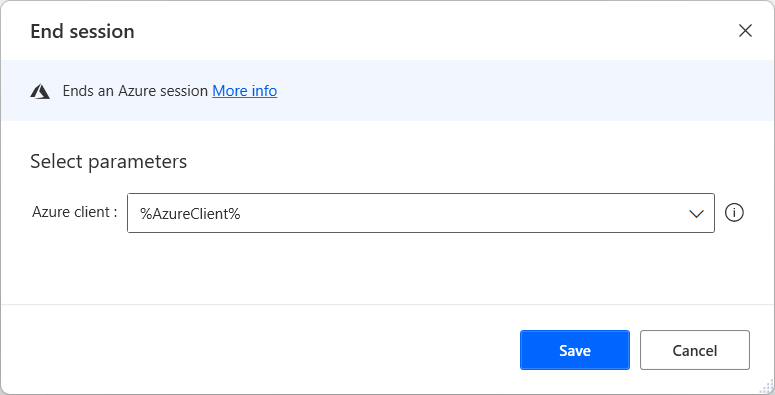 End session
Ends an Azure session More info
Select parameters
Azure client :
%AzureClient%
Save
Cancel